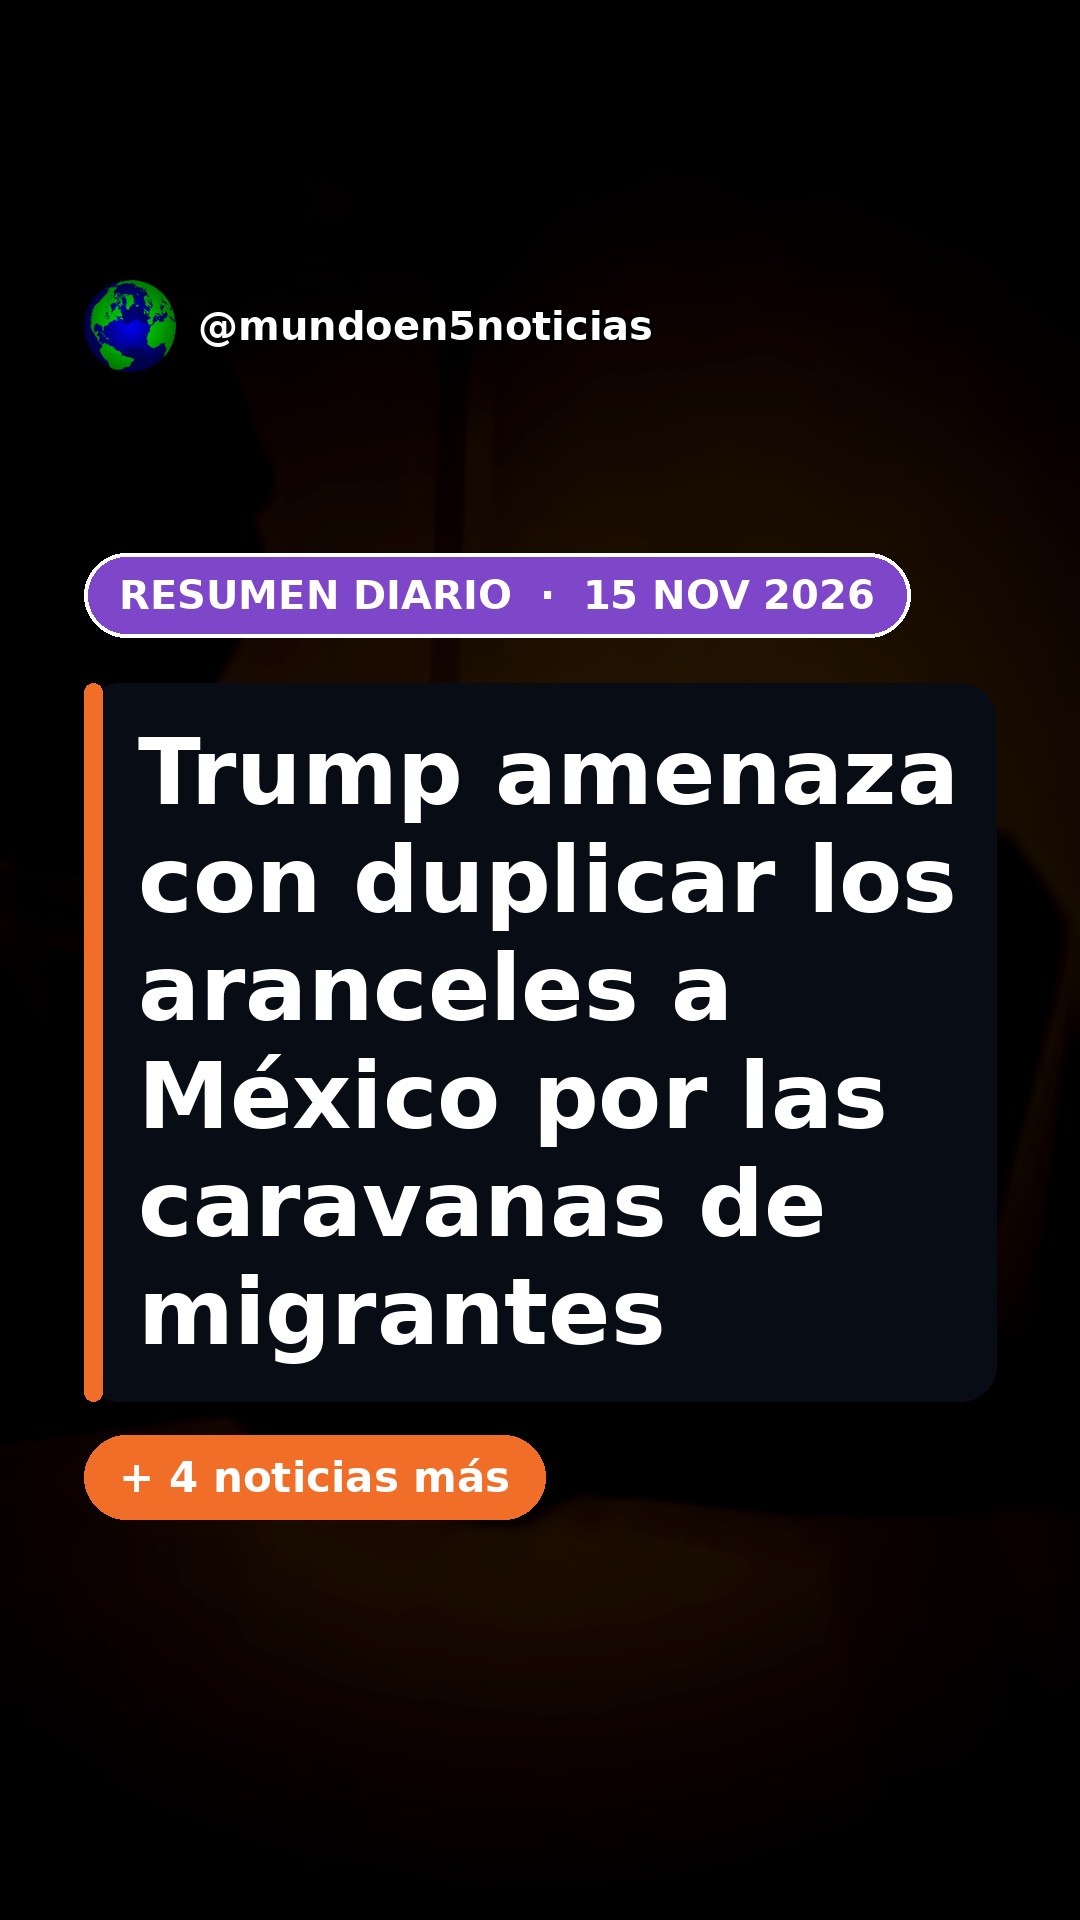 @mundoen5noticias
RESUMEN DIARIO · 15 NOV 2026
Trump amenaza
con duplicar los
aranceles a
México por las
caravanas de
migrantes
+ 4 noticias más